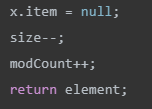 x.item = null;
size--;
modCount++;
return element;